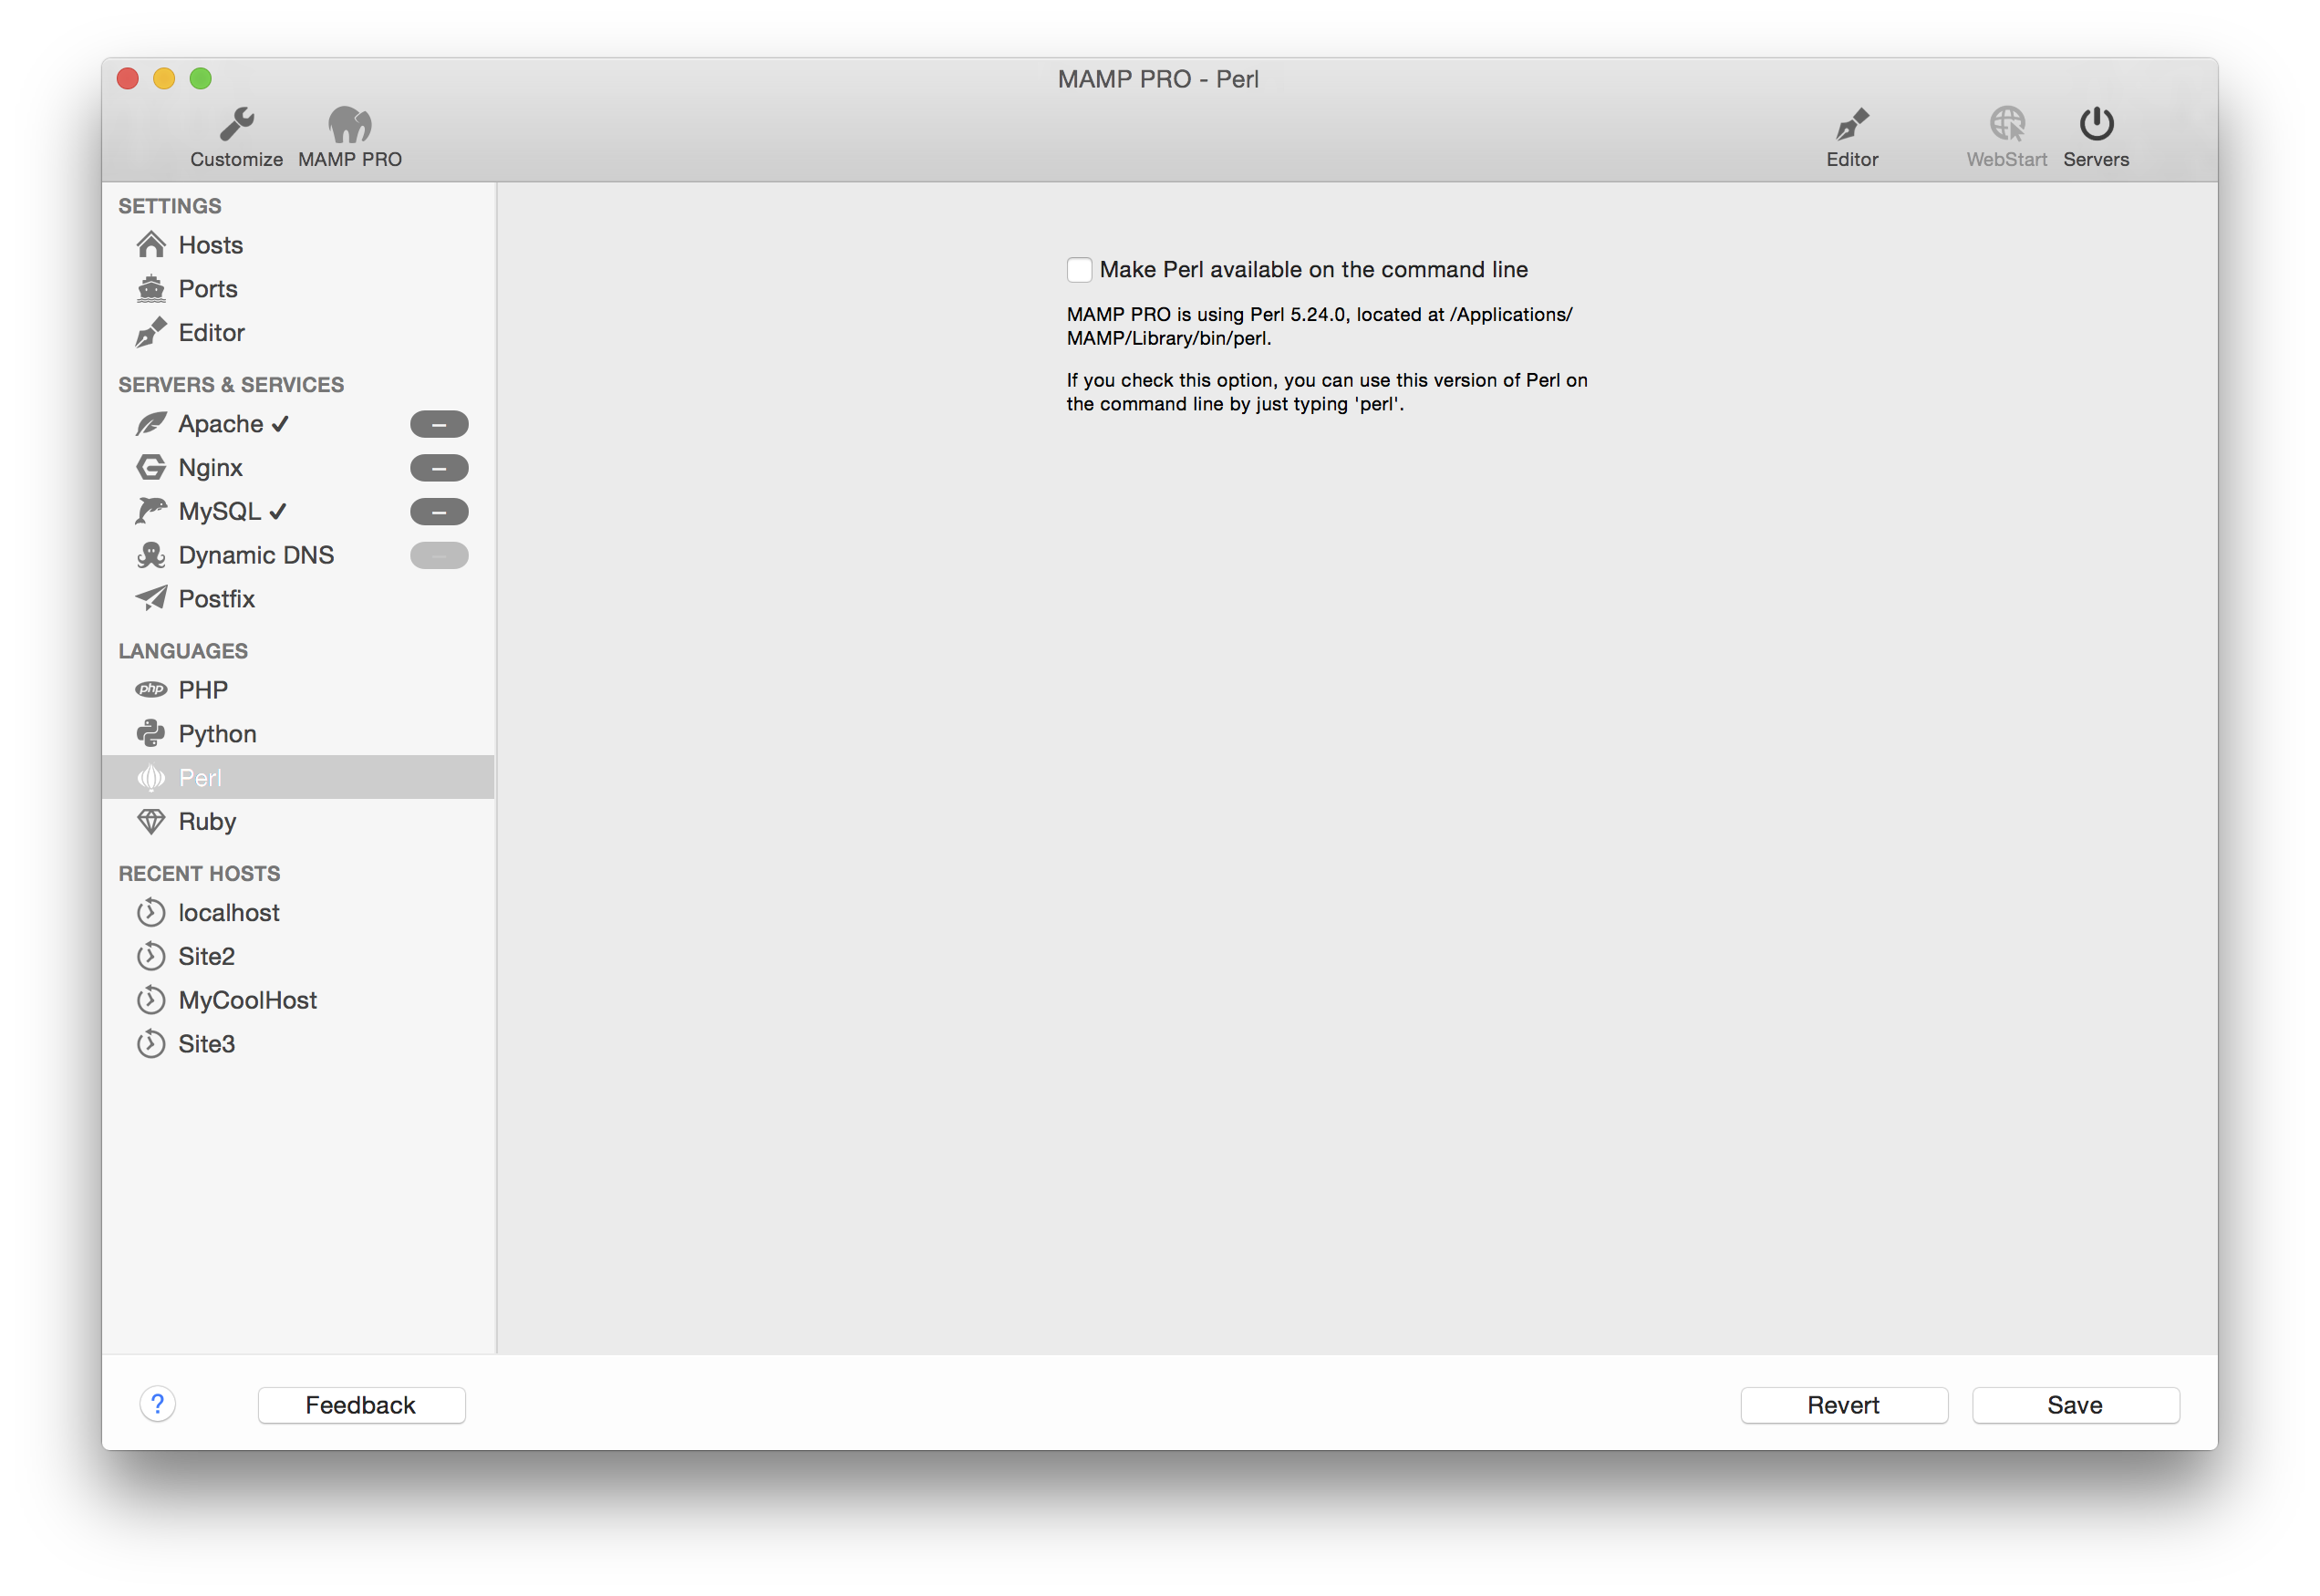 MAMP PRO - Perl
Customize
MAMP PRO
Editor
WebStart
Servers
SETTINGS
Hosts
Ports
Editor
SERVERS & SERVICES
Apache ✓
Nginx
MySQL ✓
Dynamic DNS
Postfix
LANGUAGES
php PHP
Python
Perl
Ruby
RECENT HOSTS
localhost
Site2
MyCoolHost
Site3
Make Perl available on the command line
MAMP PRO is using Perl 5.24.0, located at /Applications/
MAMP/Library/bin/perl.
If you check this option, you can use this version of Perl on
the command line by just typing 'perl'.
?
Feedback
Revert
Save